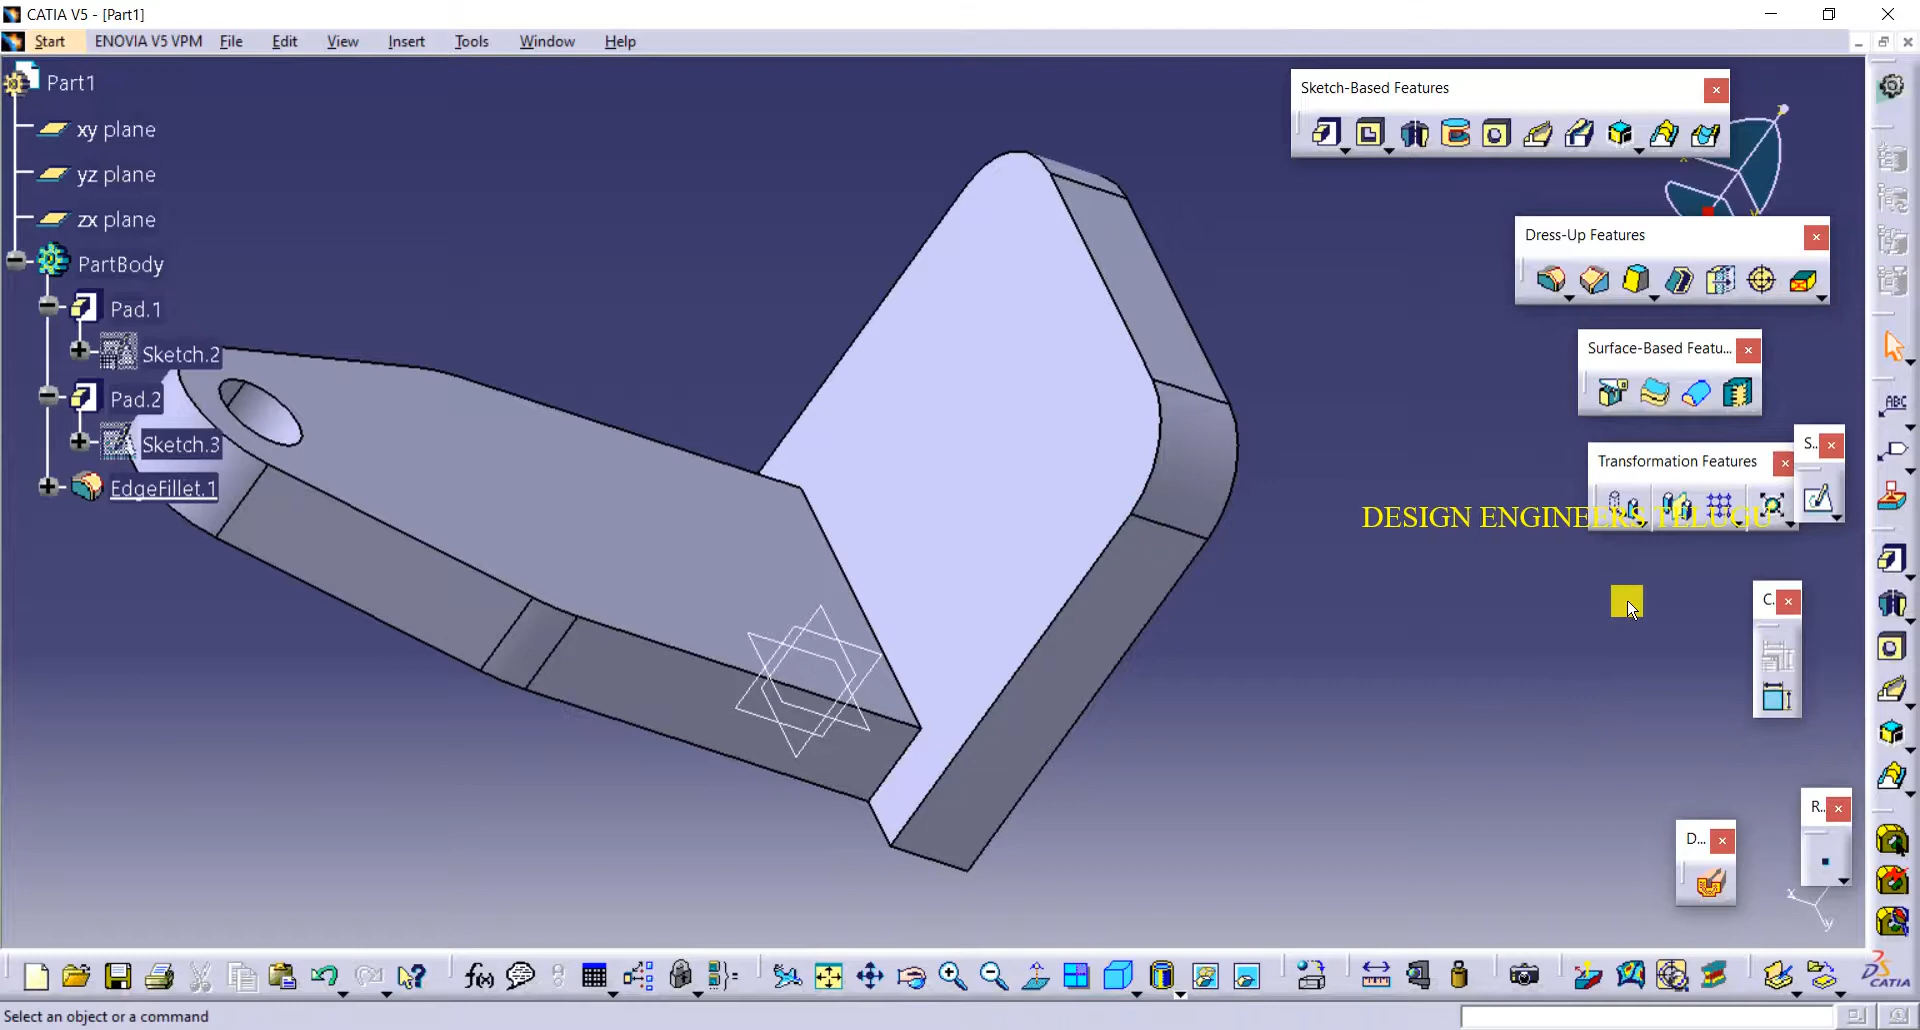 CATIA V5 - [Part1]
Start ENOVIA V5 VPM File Edit View Insert Tools Window Help
Part1
xy plane
yz plane
zx plane
PartBody
Pad.1
Sketch.2
Pad.2
Sketch.3
EdgeFillet.1
Sketch-Based Features
Dress-Up Features
Surface-Based Featu...
Transformation Features
S..
DESIGN ENGINEERS TELUGU
C.
R..
D...
ABC
x
y
f(x)
CATIA
Select an object or a command